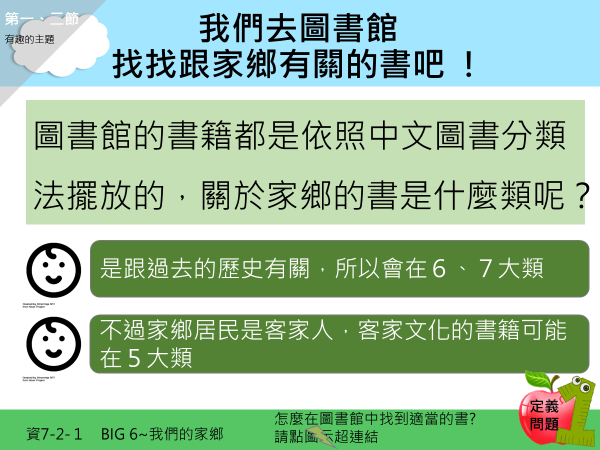 第一、二節
有趣的主題
我們去圖書館
找找跟家鄉有關的書吧 ！
圖書館的書籍都是依照中文圖書分類
法擺放的，關於家鄉的書是什麼類呢？
是跟過去的歷史有關，所以會在６、７大類
不過家鄉居民是客家人，客家文化的書籍可能
在５大類
定義
問題
1
資7-2-１ BIG 6~我們的家鄉
怎麼在圖書館中找到適當的書?
請點圖示超連結